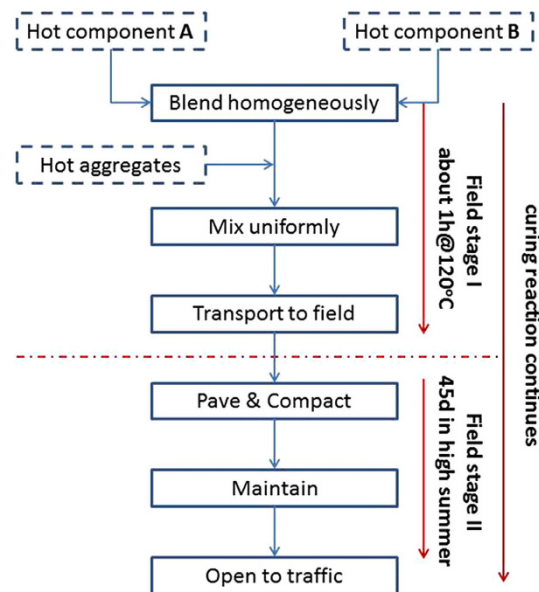 Hot component A
Hot component B
Blend homogeneously
Hot aggregates
Mix uniformly
Transport to field
Field stage I
about 1h@120°C
curing reaction continues
Pave & Compact
Maintain
Open to traffic
Field stage II
45d in high summer